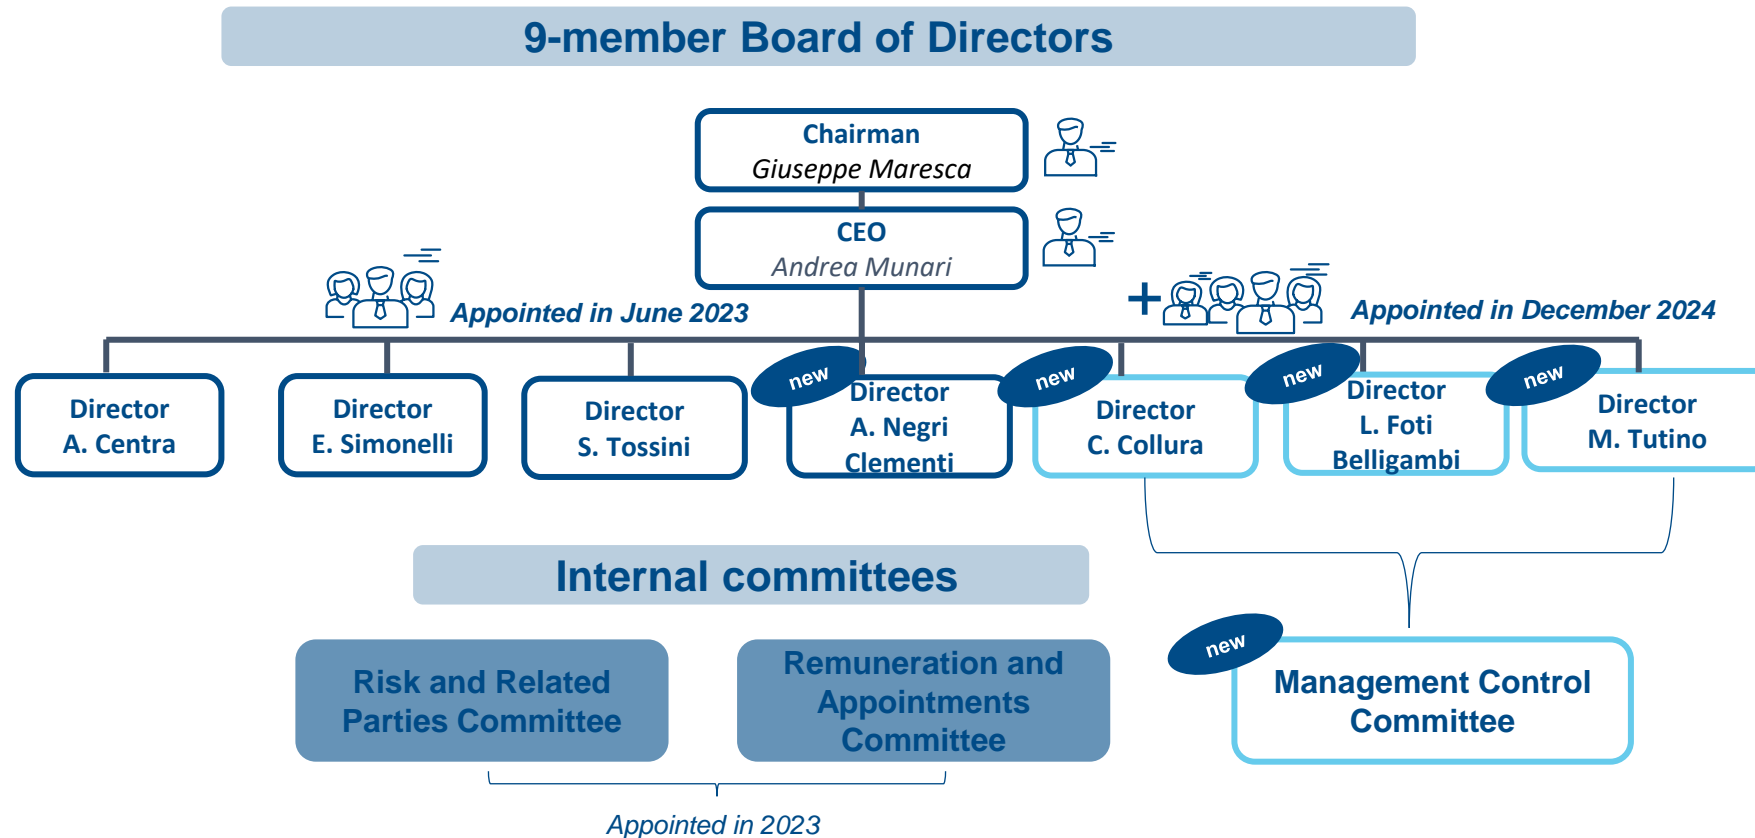 9-member Board of Directors
Chairman
Giuseppe Maresca
CEO
Andrea Munari
Appointed in June 2023
+
Appointed in December 2024
Director
A. Centra
Director
E. Simonelli
Director
S. Tossini
new
Director
A. Negri
Clementi
new
Director
C. Collura
new
Director
L. Foti
Belligambi
new
Director
M. Tutino
Internal committees
Risk and Related
Parties Committee
Remuneration and
Appointments
Committee
new
Management Control
Committee
Appointed in 2023